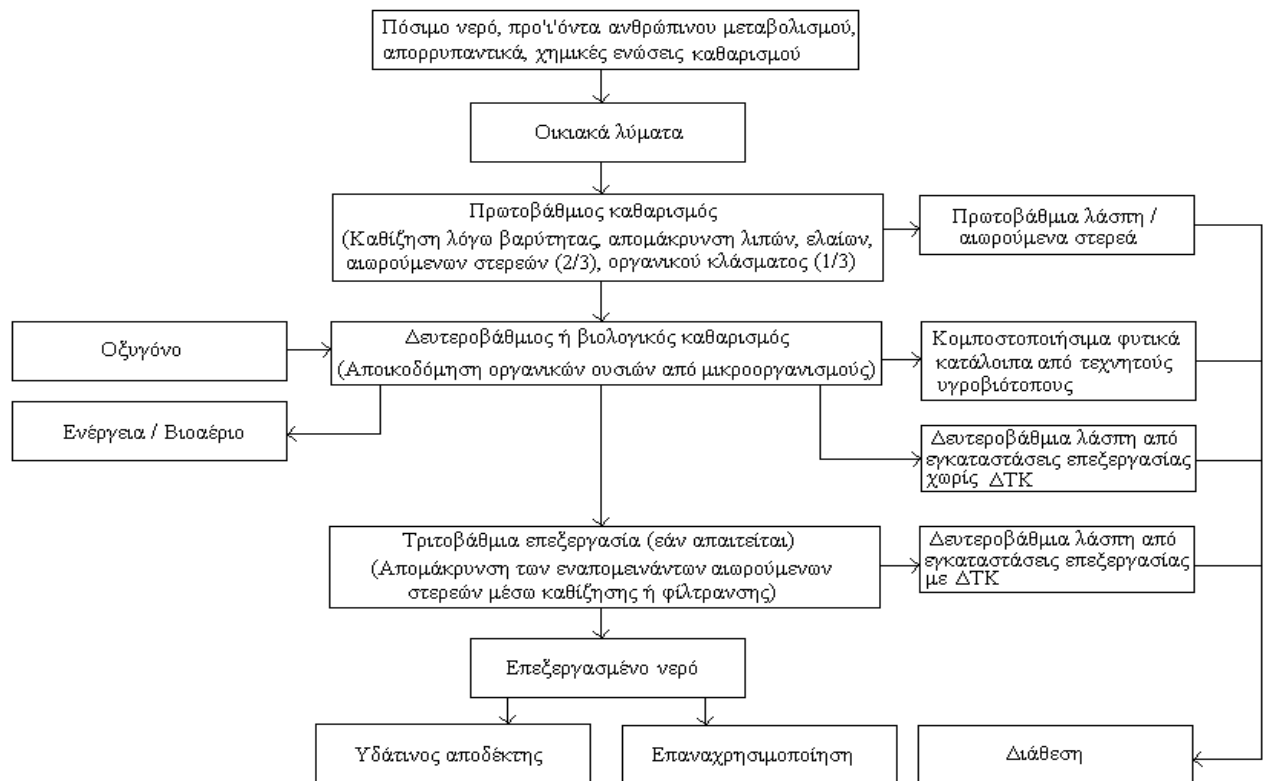 Πόσιμο νερό, προ'ι'όντα ανθρώπινου μεταβολισμού,
απορρυπαντικά, χημικές ενώσεις καθαρισμού
Οικιακά λύματα
Πρωτοβάθμιος καθαρισμός
(Καθίζηση λόγω βαρύτητας, απομάκρυνση λιπών, ελαίων,
αιωρούμενων στερεών (2/3), οργανικού κλάσματος (1/3)
Πρωτοβάθμια λάσπη /
αιωρούμενα στερεά
Οξυγόνο
Δευτεροβάθμιος ή βιολογικός καθαρισμός
(Αποικοδόμηση οργανικών ουσιών από μικροοργανισμούς)
Κομποστοποιήσιμα φυτικά
κατάλοιπα από τεχνητούς
υγροβιότοπους
Ενέργεια / Βιοαέριο
Δευτεροβάθμια λάσπη από
εγκαταστάσεις επεξεργασίας
χωρίς ΔΤΚ
Τριτοβάθμια επεξεργασία (εάν απαιτείται)
(Απομάκρυνση των εναπομεινάντων αιωρούμενων
στερεών μέσω καθίζησης ή φίλτρανσης)
Δευτεροβάθμια λάσπη από
εγκαταστάσεις επεξεργασίας
με ΔΤΚ
Επεξεργασμένο νερό
Υδάτινος αποδέκτης
Επαναχρησιμοποίηση
Διάθεση